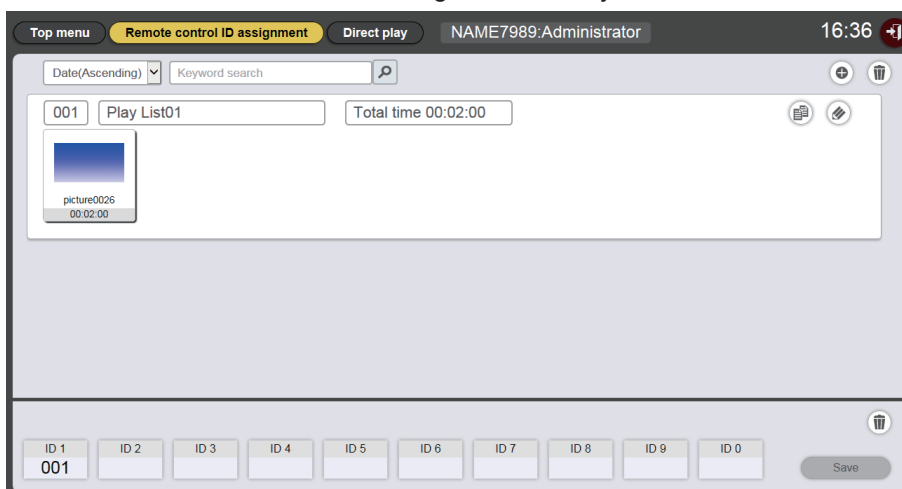 Top menu Remote control ID assignment Direct play NAME7989:Administrator 16:36
Date(Ascending) Keyword search
001 Play List01 Total time 00:02:00
picture0026
00:02:00
ID 1 ID 2 ID 3 ID 4 ID 5 ID 6 ID 7 ID 8 ID 9 ID 0
001 Save